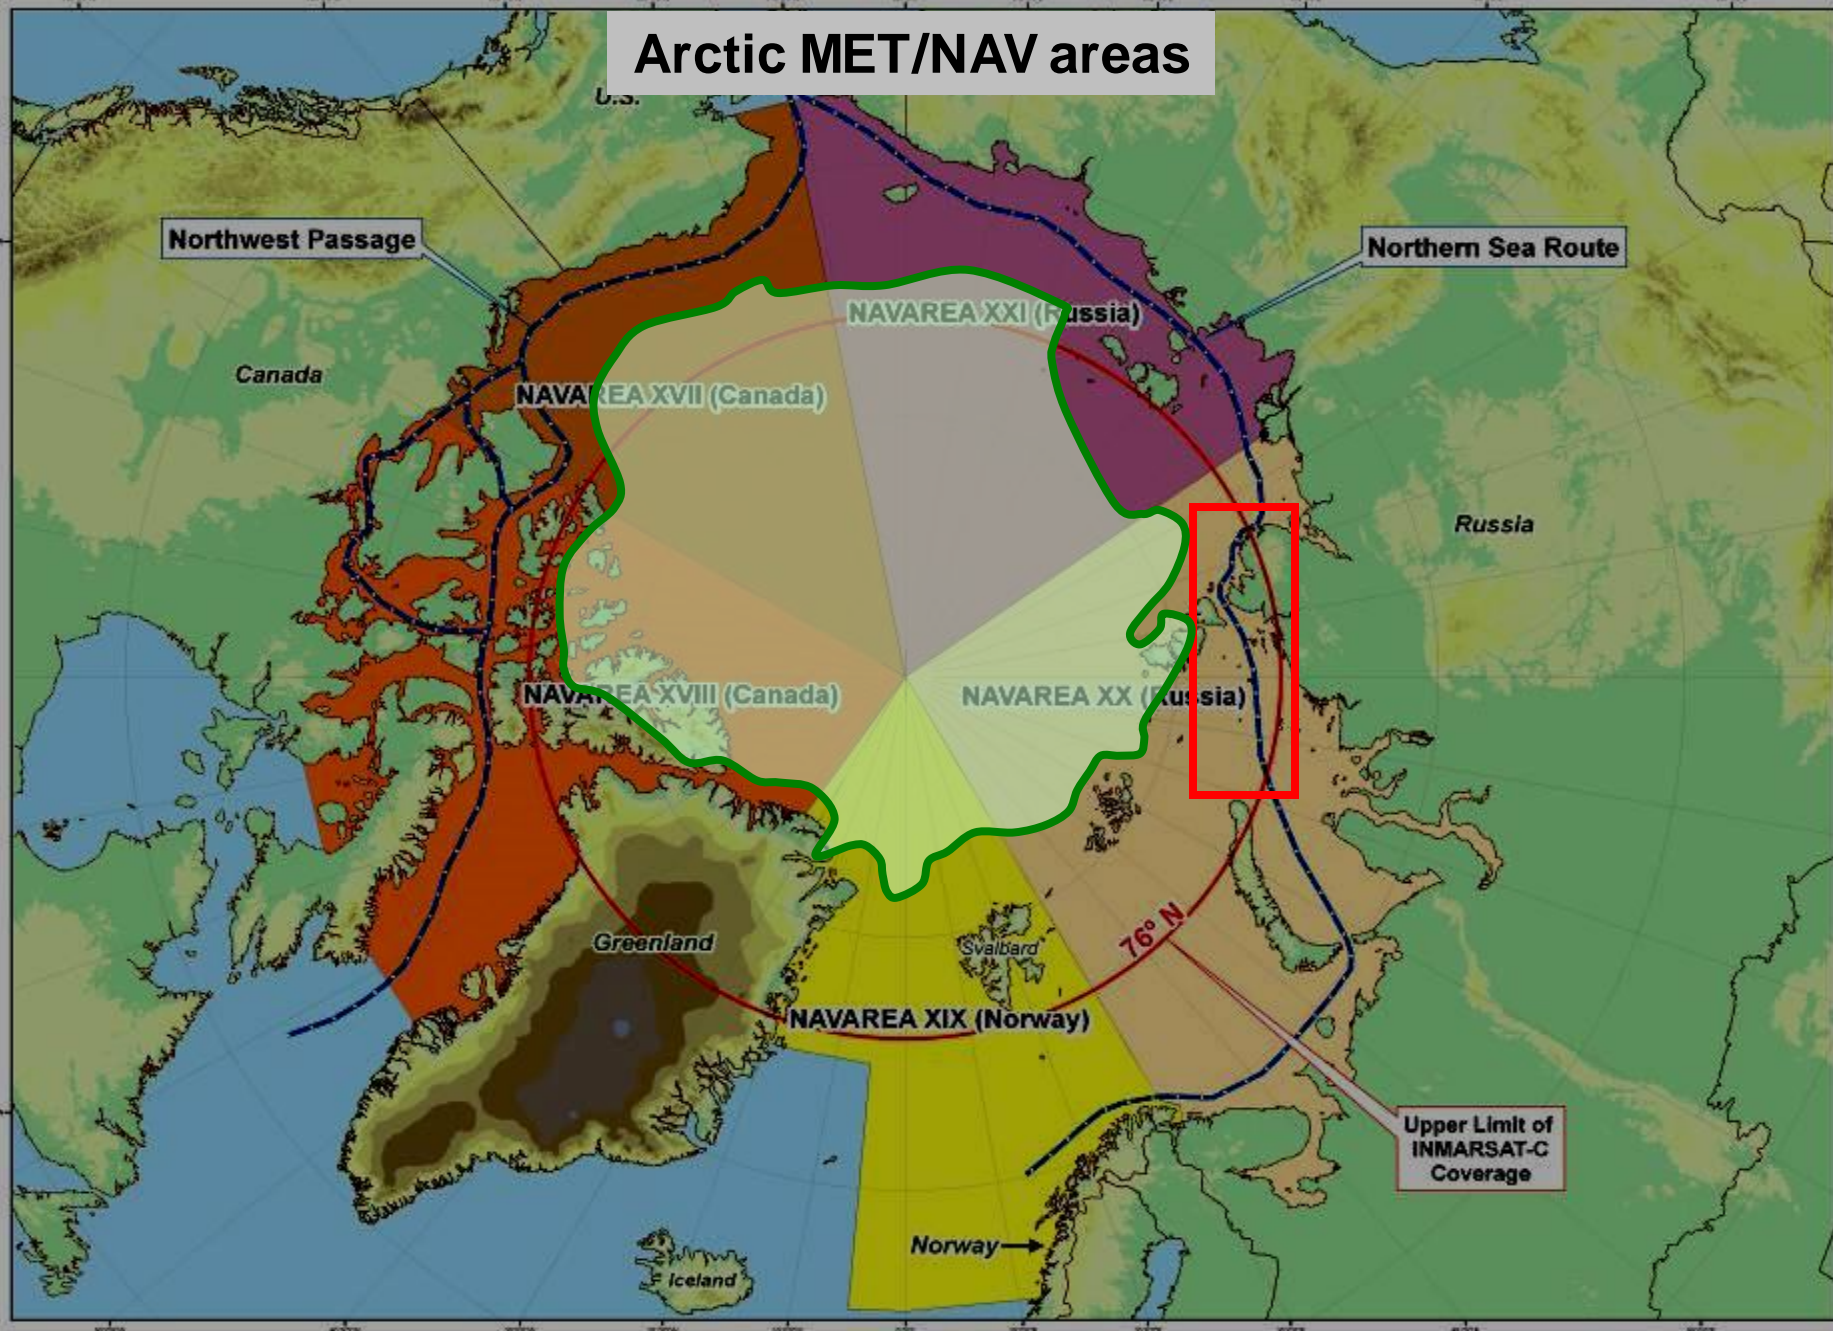 Arctic MET/NAV areas
U.S.
Northwest Passage
Northern Sea Route
NAVAREA XXI (Russia)
Canada
NAVAREA XVII (Canada)
Russia
NAVAREA XVIII (Canada)
NAVAREA XX (Russia)
76° N
Greenland
Svalbard
NAVAREA XIX (Norway)
Upper Limit of
INMARSAT-C
Coverage
Norway
Iceland